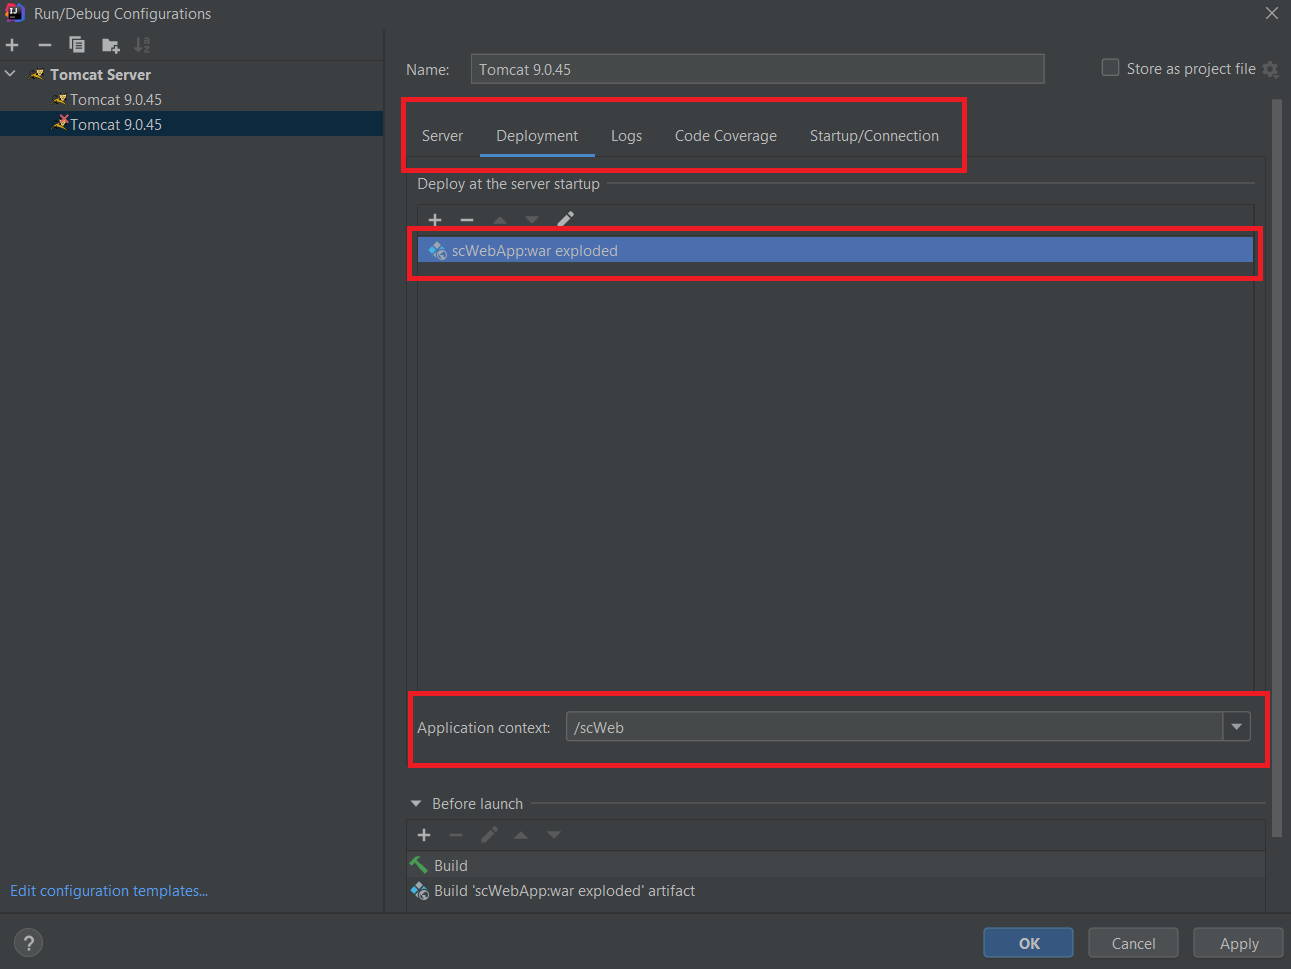 Run/Debug Configurations
Tomcat Server
Tomcat 9.0.45
Tomcat 9.0.45
Edit configuration templates...
Name: Tomcat 9.0.45 Store as project file
Server Deployment Logs Code Coverage Startup/Connection
Deploy at the server startup
scWebApp:war exploded
Application context: /scWeb
Before launch
Build
Build 'scWebApp:war exploded' artifact
? OK Cancel Apply